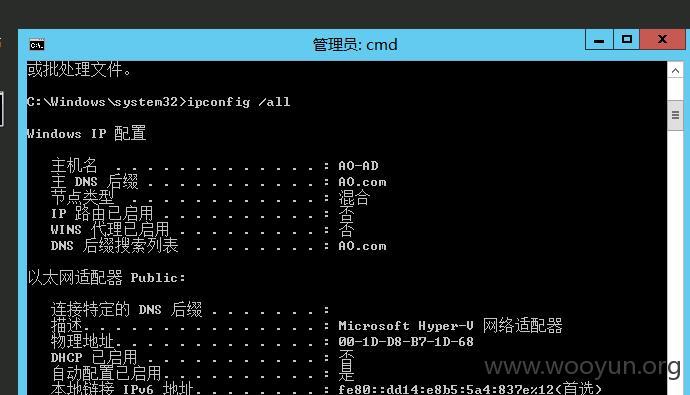 管理员: cmd
或批处理文件。
C:\Windows\system32>ipconfig /all
Windows IP 配置
主机名 . . . . . . . . . . . . . : AO-AD
主 DNS 后缀 . . . . . . . . . . . : AO.com
节点类型 . . . . . . . . . . . . : 混合
IP 路由已启用 . . . . . . . . . . : 否
WINS 代理已启用 . . . . . . . . . : 否
DNS 后缀搜索列表 . . . . . . . . : AO.com
以太网适配器 Public:
连接特定的 DNS 后缀 . . . . . . . :
描述. . . . . . . . . . . . . . . : Microsoft Hyper-V 网络适配器
物理地址. . . . . . . . . . . . . : 00-1D-D8-B7-1D-68
DHCP 已启用 . . . . . . . . . . . : 否
自动配置已启用. . . . . . . . . . : 是
本地链接 IPv6 地址. . . . . . . . : fe80::dd14:e8b5:5a4:837e%12(首选)
www.wooyun.org